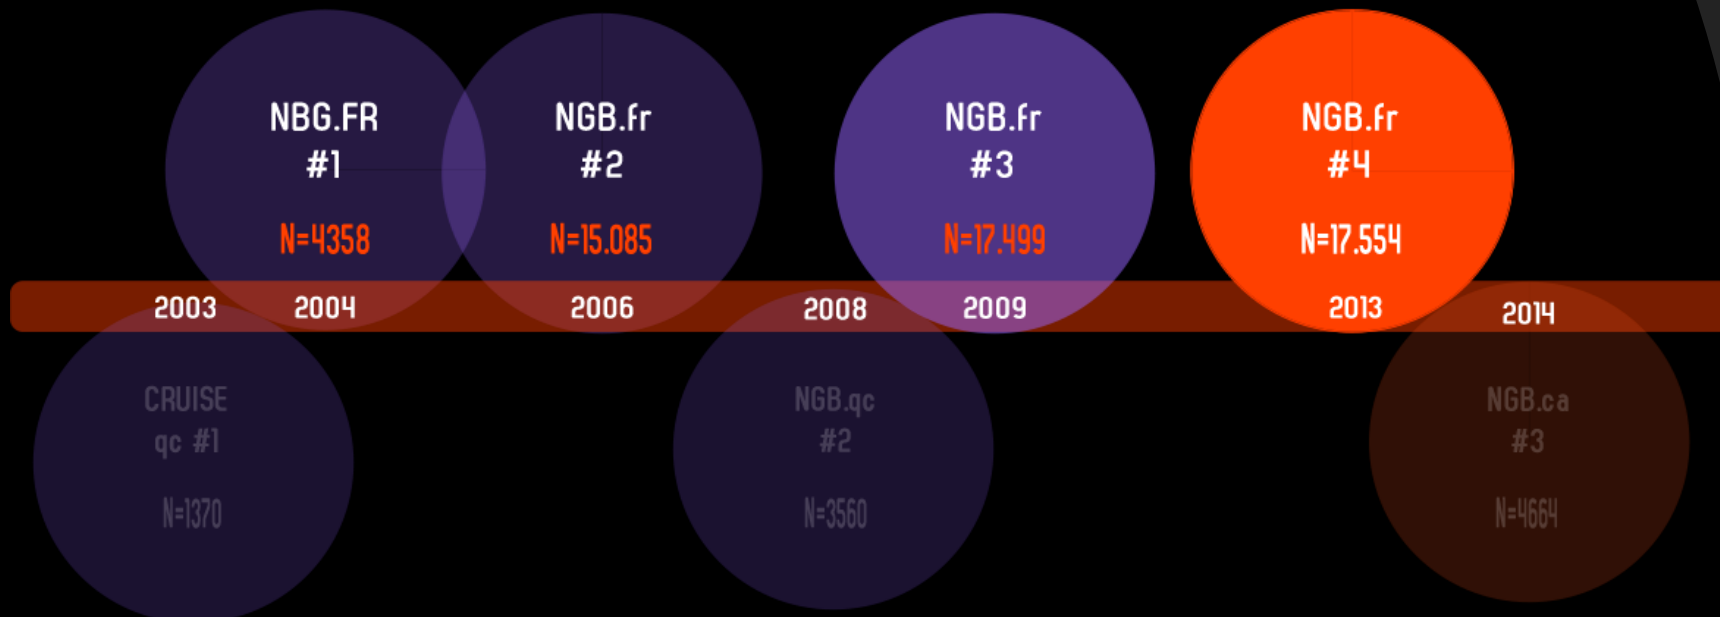 NBG.FR
#1
N=4358
NGB.fr
#2
N=15.085
NGB.fr
#3
N=17.499
NGB.fr
#4
N=17.554
2003 2004 2006 2008 2009 2013 2014
CRUISE
qc #1
N=1370
NGB.qc
#2
N=3560
NGB.ca
#3
N=4664